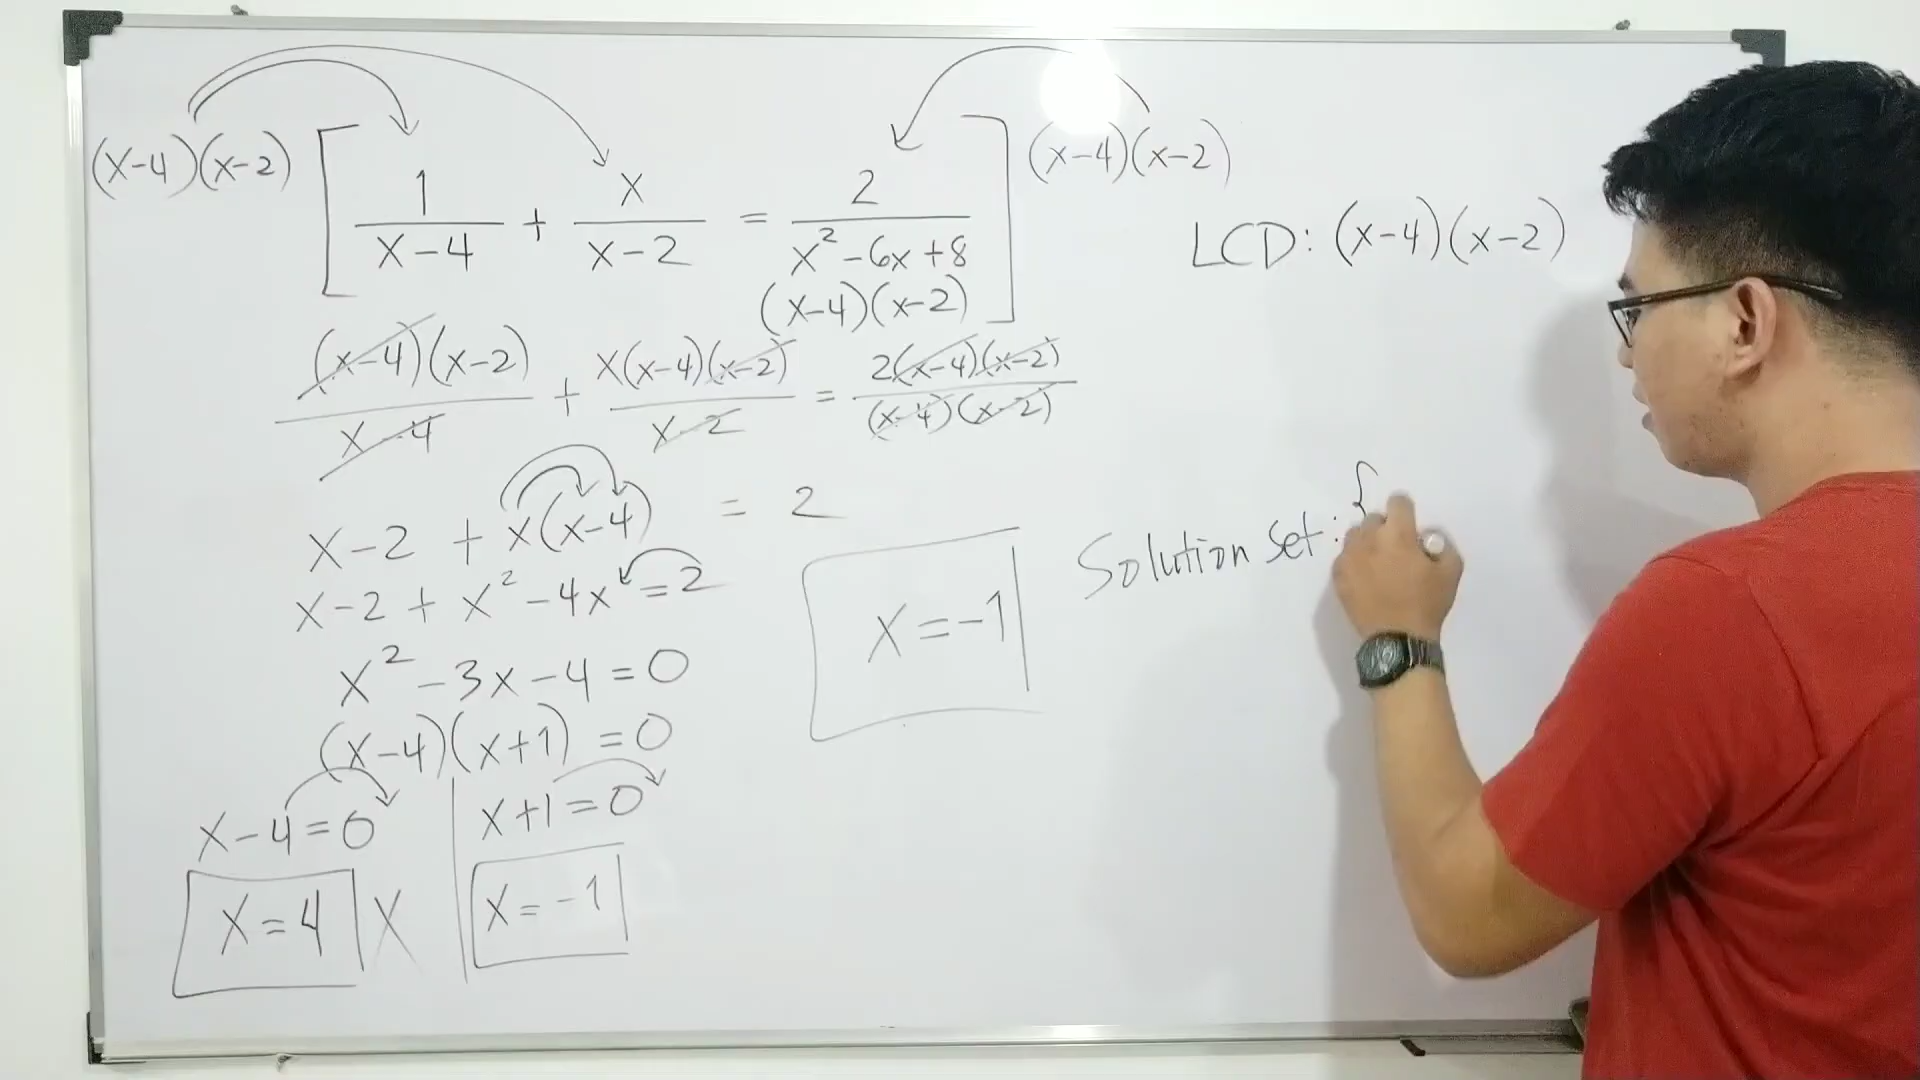 (x-4)(x-2) [ 1/(x-4) + x/(x-2) = 2/(x²-6x+8) ] (x-4)(x-2)
(x-4)(x-2)
LCD: (x-4)(x-2)
(x-4)(x-2)/(x-4) + x(x-4)(x-2)/(x-2) = 2(x-4)(x-2)/((x-4)(x-2))
x-2 + x(x-4) = 2
x-2 + x²-4x = 2
x²-3x-4=0
(x-4)(x+1) = 0
x-4=0 | x+1=0
x=4 X | x=-1
x=-1
Solution set: {